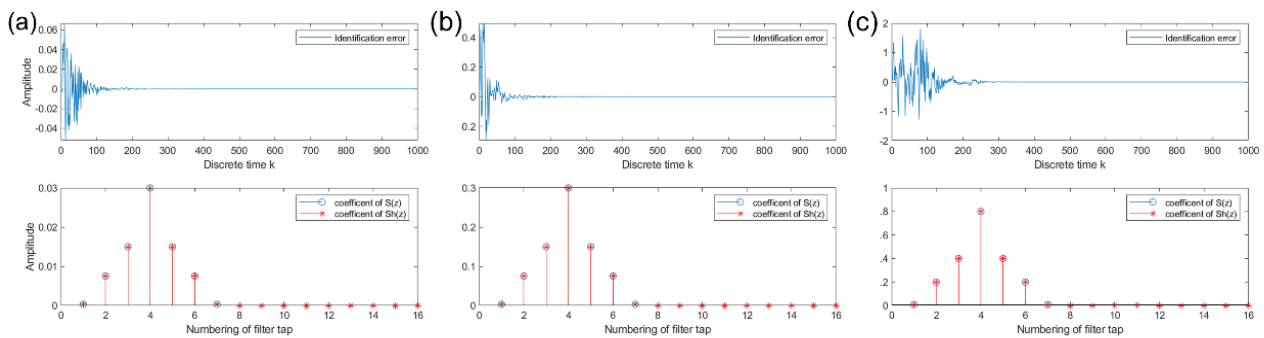 (a)
Amplitude
0.06
0.04
0.02
0
-0.02
-0.04
Identification error
0 100 200 300 400 500 600 700 800 900 1000
Discrete time k
Amplitude
0.03
0.02
0.01
0
coefficent of S(z)
coefficent of Sh(z)
0 2 4 6 8 10 12 14 16
Numbering of filter tap
(b)
0.4
0.2
0
0.2
Identification error
0 100 200 300 400 500 600 700 800 900 1000
Discrete time k
0.3
0.2
0.1
0
coefficent of S(z)
coefficent of Sh(z)
0 2 4 6 8 10 12 14 16
Numbering of filter tap
(c)
2
1
0
-1
-2
Identification error
0 100 200 300 400 500 600 700 800 900 1000
Discrete time k
1
.8
.6
.4
.2
0
coefficent of S(z)
coefficent of Sh(z)
0 2 4 6 8 10 12 14 16
Numbering of filter tap